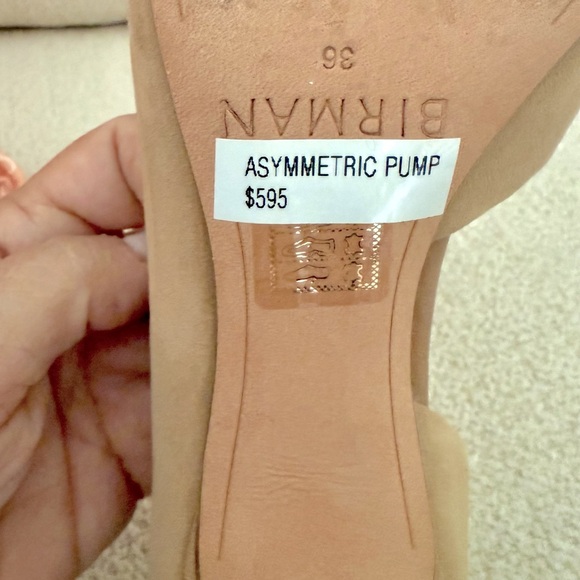 36
BIRMAN
ASYMMETRIC PUMP
$595